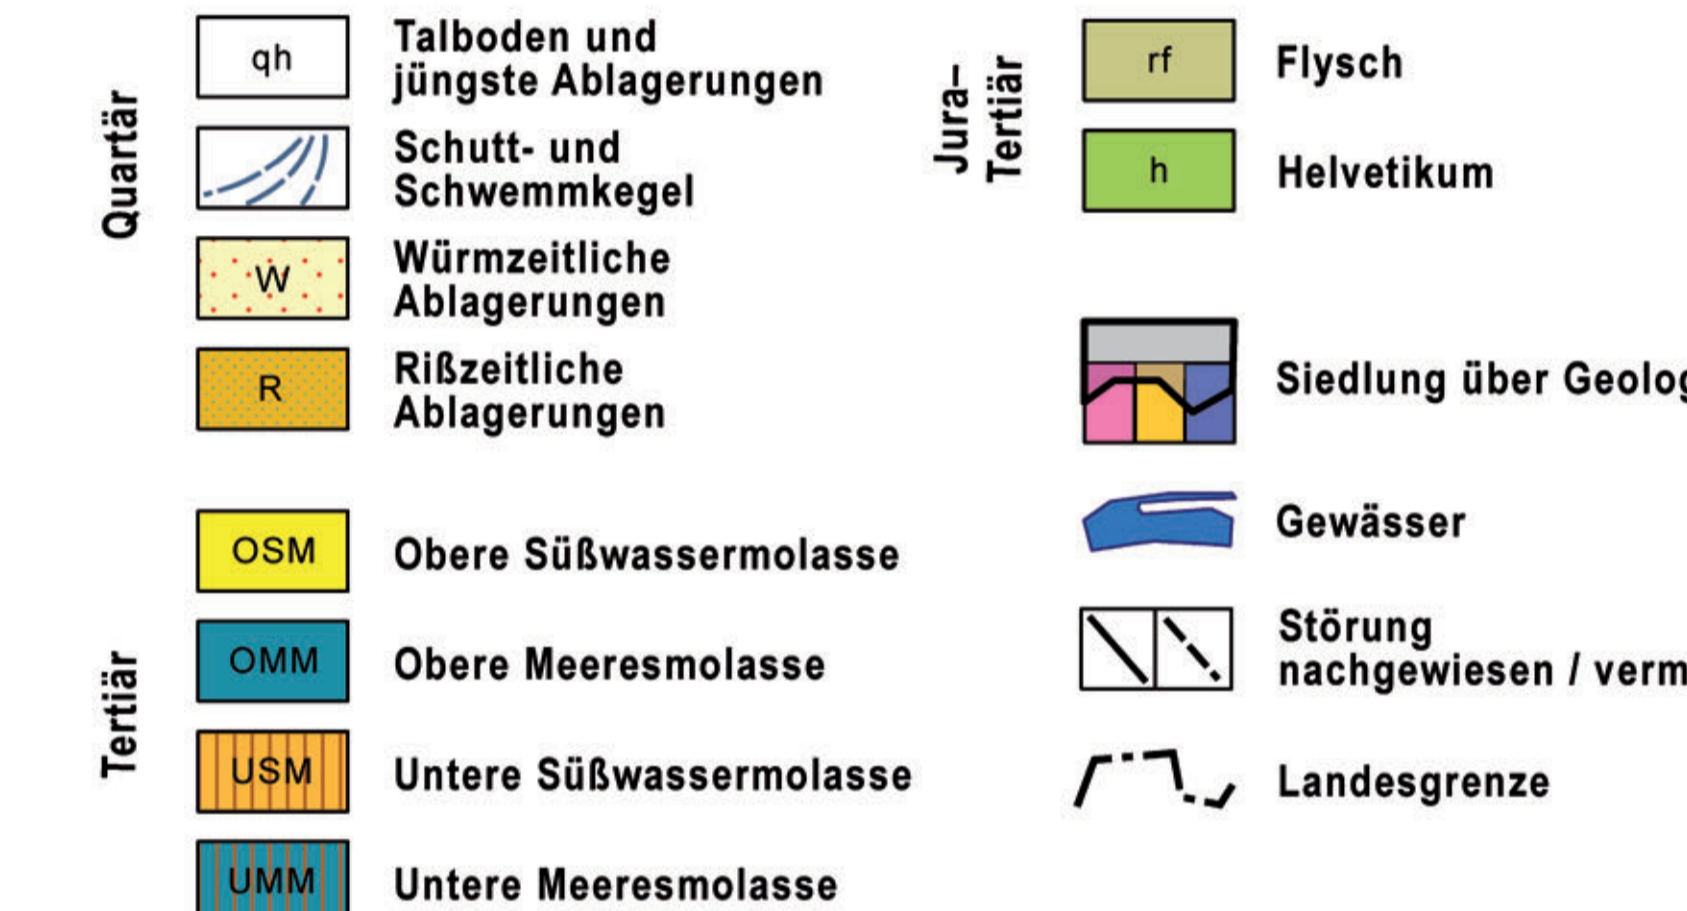 Quartär
qh
Talboden und
jüngste Ablagerungen
Schutt- und
Schwemmkegel
W
Würmzeitliche
Ablagerungen
R
Rißzeitliche
Ablagerungen
Tertiär
OSM
Obere Süßwassermolasse
OMM
Obere Meeresmolasse
USM
Untere Süßwassermolasse
UMM
Untere Meeresmolasse
Jura–
Tertiär
rf
Flysch
h
Helvetikum
Siedlung über
Gewässer
Störung
nachgewiesen /
Landesgrenze